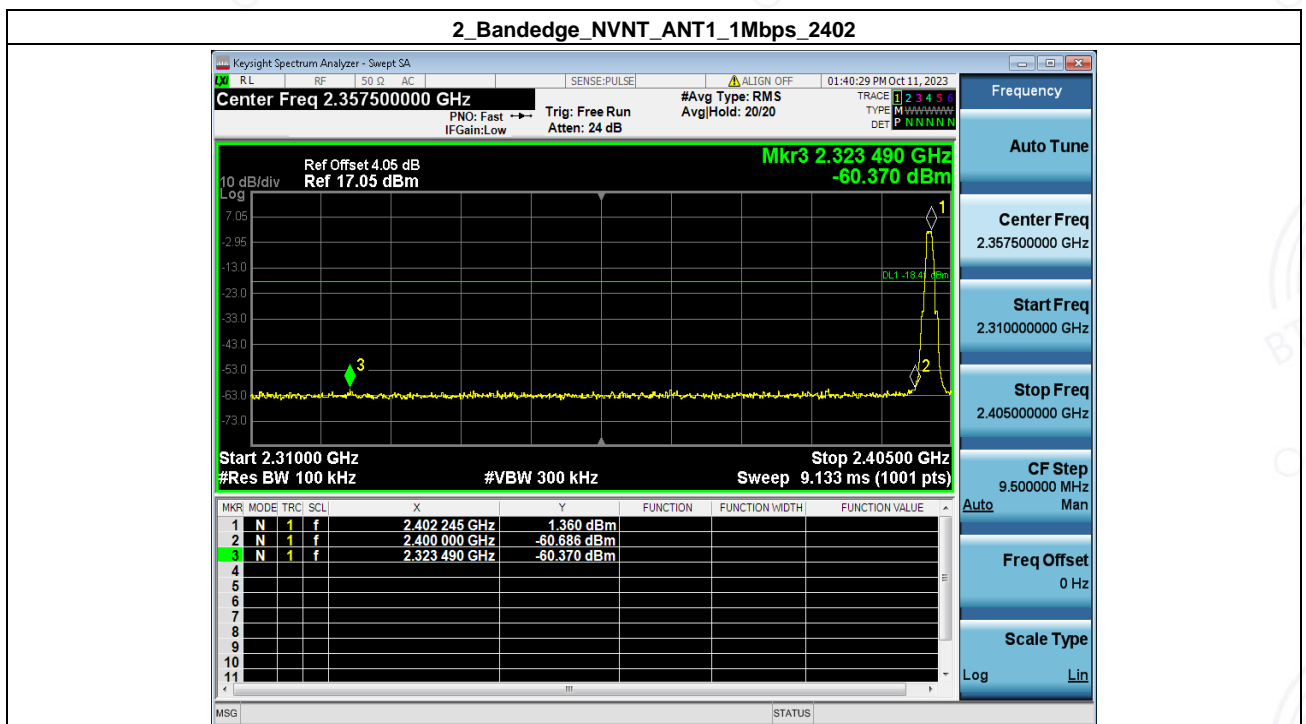 2_Bandedge_NVNT_ANT1_1Mbps_2402
Keysight Spectrum Analyzer - Swept SA
LXI RL RF 50 Ω AC SENSE:PULSE ALIGN OFF 01:40:29 PM Oct 11, 2023
Center Freq 2.357500000 GHz
PNO: Fast
IFGain:Low
Trig: Free Run
Atten: 24 dB
#Avg Type: RMS
Avg|Hold: 20/20
TRACE 1 2 3 4 5 6
TYPE M WWWWW
DET P N N N N N
Ref Offset 4.05 dB
Ref 17.05 dBm
10 dB/div
Log
Mkr3 2.323 490 GHz
-60.370 dBm
7.05
-2.95
-13.0
-23.0
-33.0
-43.0
-53.0
-63.0
-73.0
1
2
3
Start 2.31000 GHz
Stop 2.40500 GHz
#Res BW 100 kHz
#VBW 300 kHz
Sweep 9.133 ms (1001 pts)
MKR MODE TRC SCL X Y FUNCTION FUNCTION WIDTH FUNCTION VALUE
1 N 1 f 2.402 245 GHz 1.360 dBm
2 N 1 f 2.400 000 GHz -60.686 dBm
3 N 1 f 2.323 490 GHz -60.370 dBm
4
5
6
7
8
9
10
11
MSG
STATUS
Frequency
Auto Tune
Center Freq
2.357500000 GHz
Start Freq
2.310000000 GHz
Stop Freq
2.405000000 GHz
CF Step
9.500000 MHz
Auto Man
Freq Offset
0 Hz
Scale Type
Log Lin